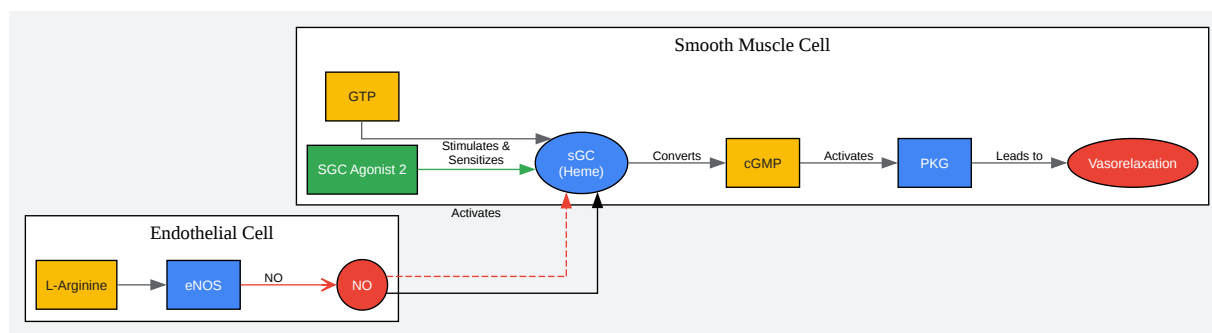 Smooth Muscle Cell
GTP
Stimulates &
Sensitizes
SGC Agonist 2
sGC
(Heme)
Converts
cGMP
Activates
PKG
Leads to
Vasorelaxation
Activates
Endothelial Cell
L-Arginine
eNOS
NO
NO